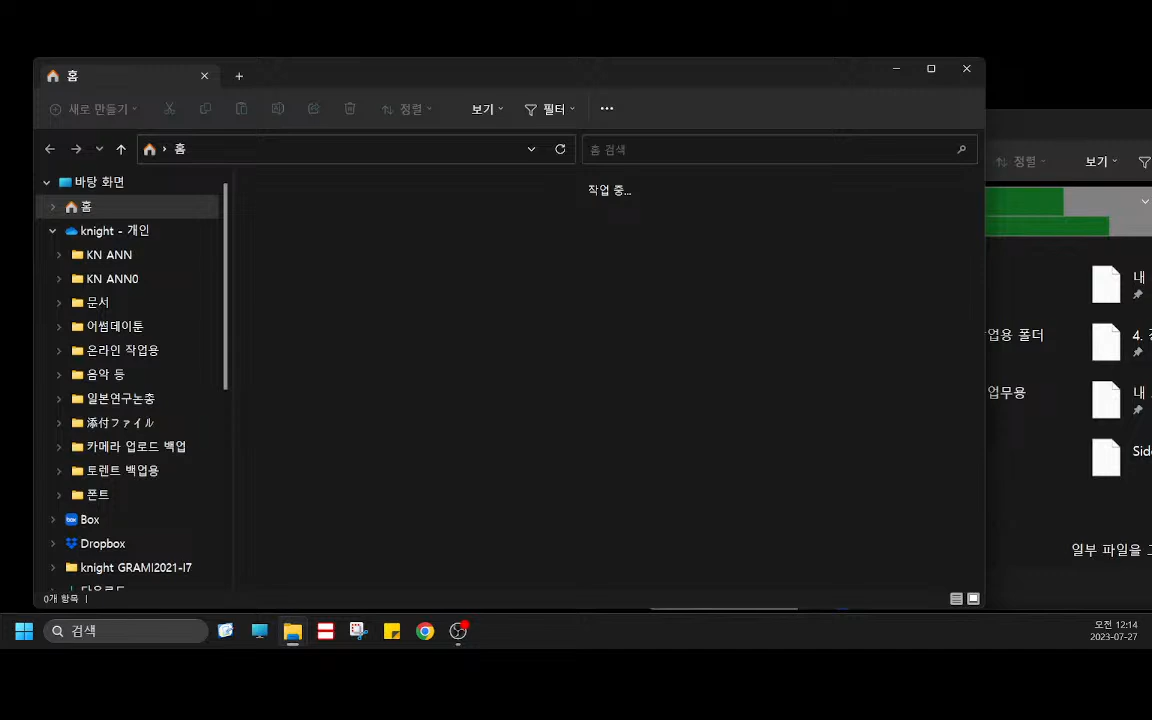 홈
새로 만들기
정렬
보기
필터
홈
홈 검색
바탕 화면
홈
knight - 개인
KN ANN
KN ANN0
문서
어썸데이툰
온라인 작업용
음악 등
일본연구논총
添付ファイル
카메라 업로드 백업
토렌트 백업용
폰트
Box
Dropbox
knight GRAMI2021-I7
다운로드
작업 중...
0개 항목
정렬
보기
내
업용 폴더
4.
업무용
내
Side
일부 파일을
검색
오전 12:14
2023-07-27